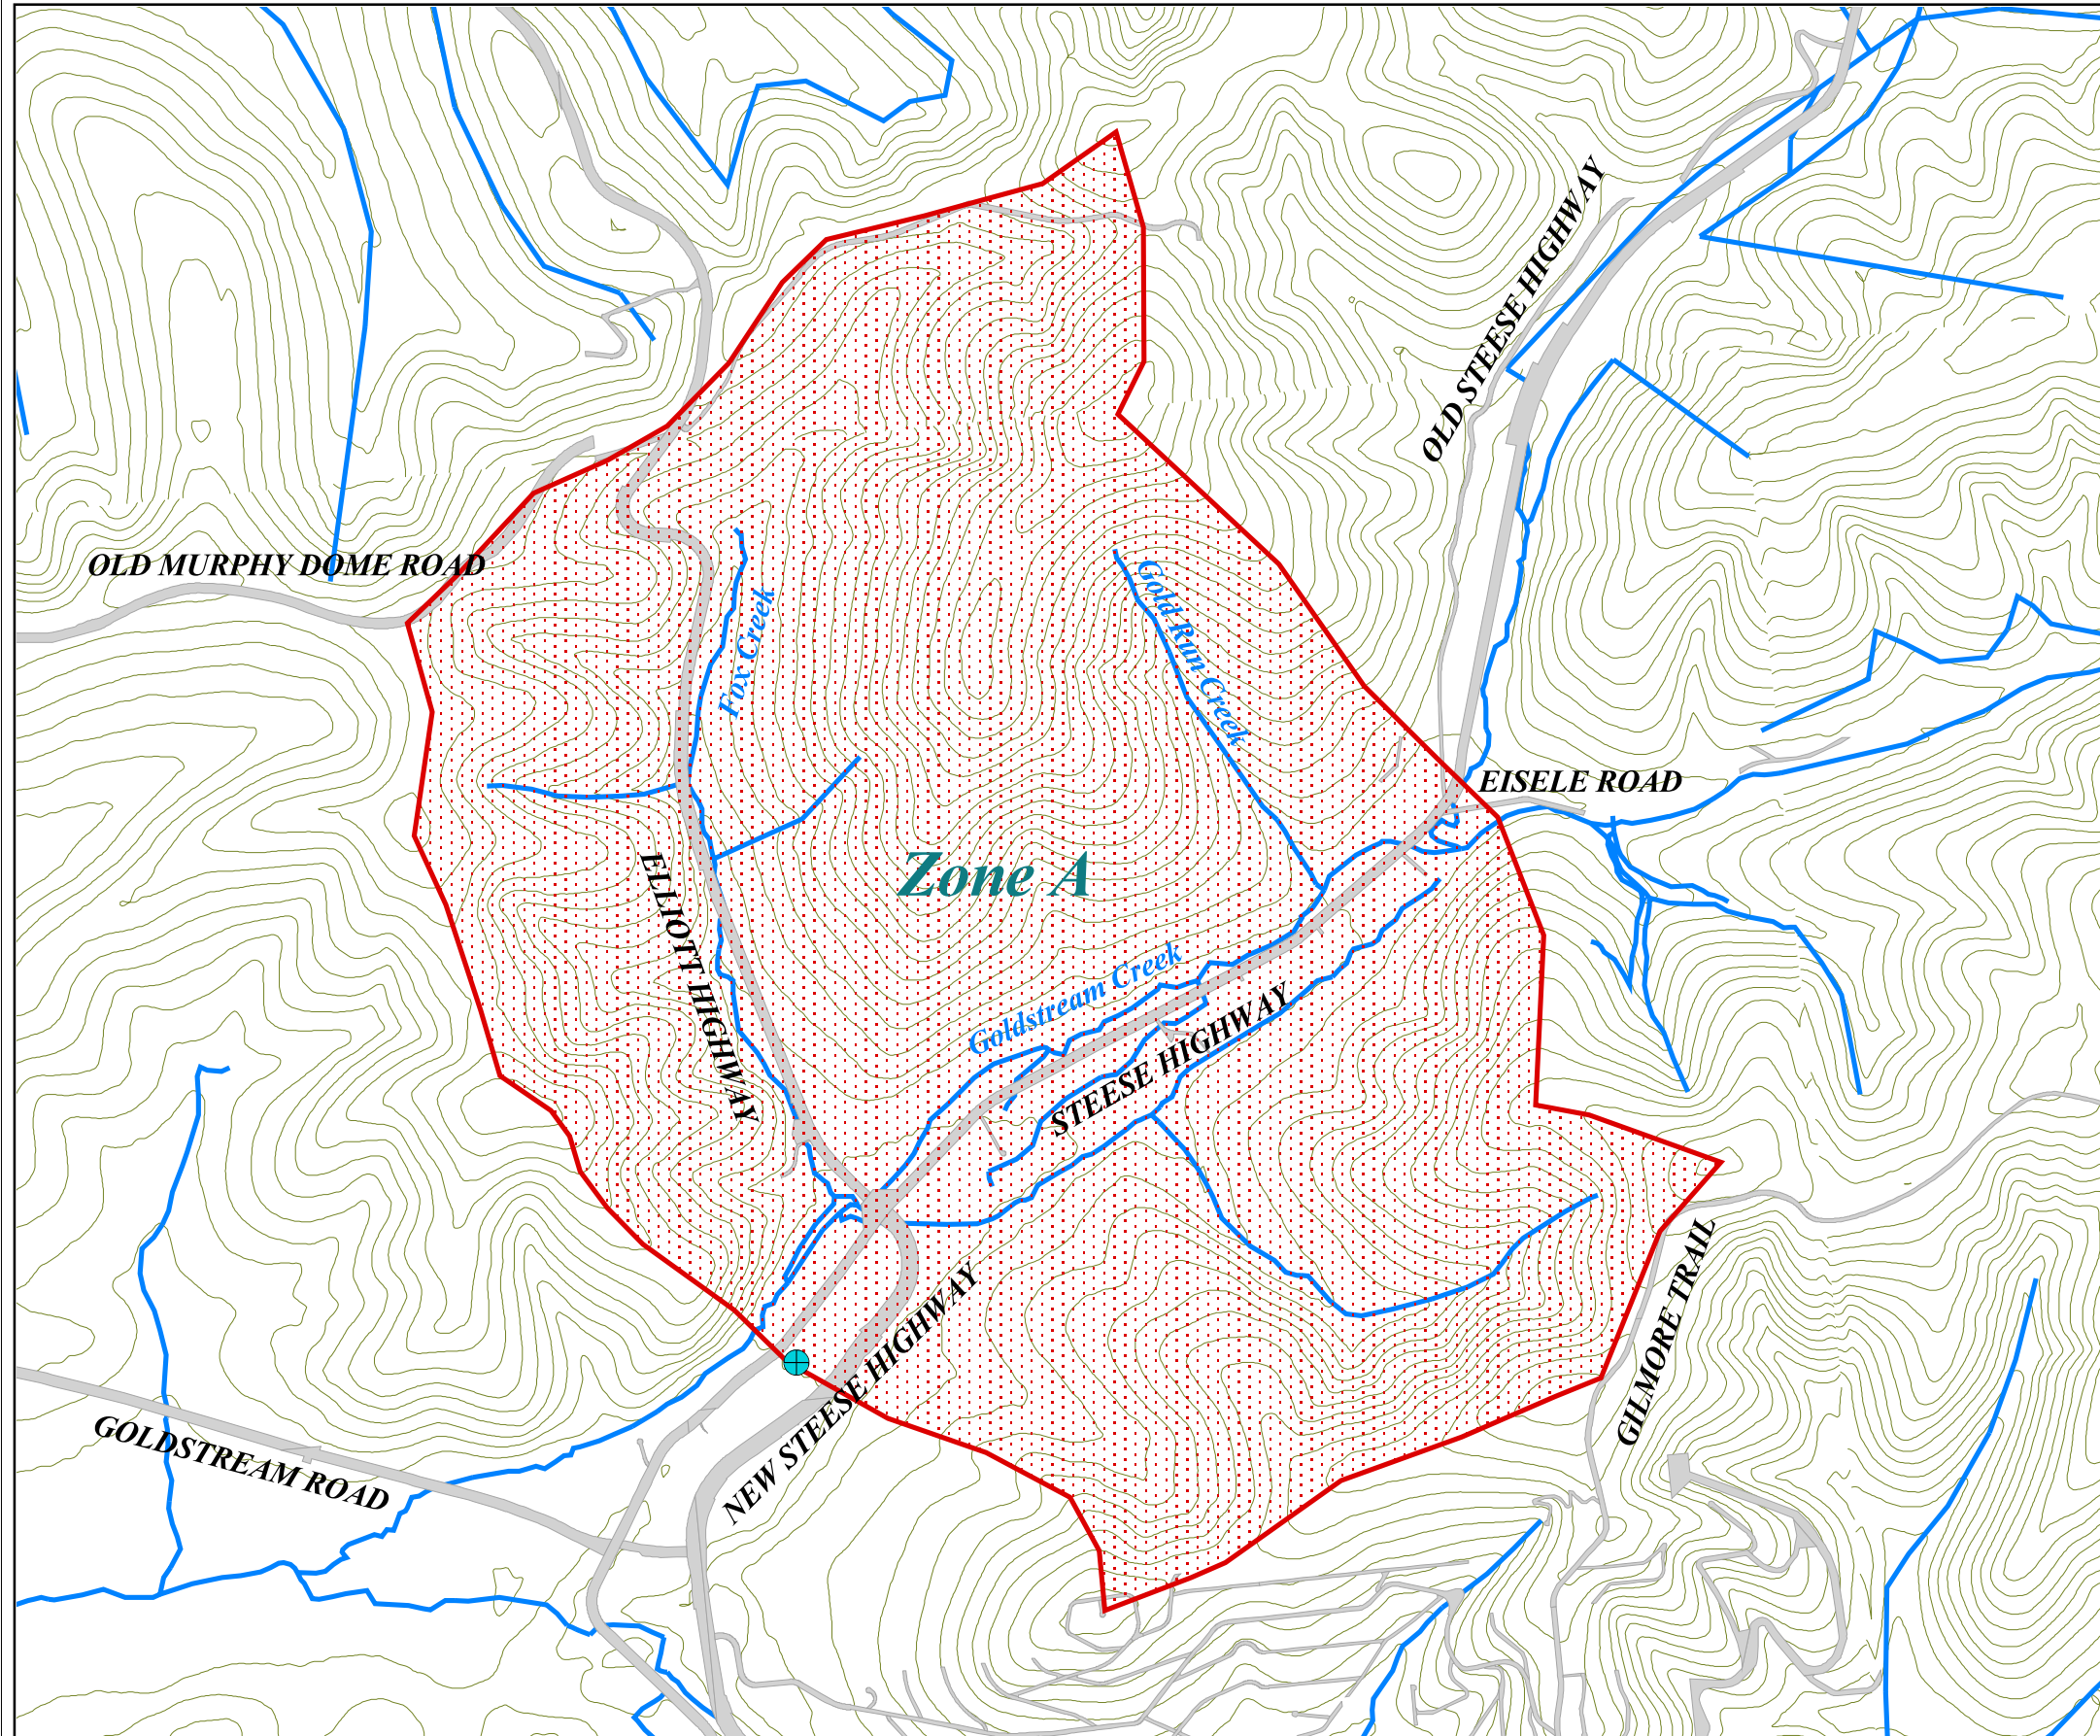 OLD STEESE HIGHWAY
OLD MURPHY DOME ROAD
Fox Creek
Gold Run Creek
EISELE ROAD
Zone A
ELLIOTT HIGHWAY
Goldstream Creek
STEESE HIGHWAY
NEW STEESE HIGHWAY
GILMORE TRAIL
GOLDSTREAM ROAD